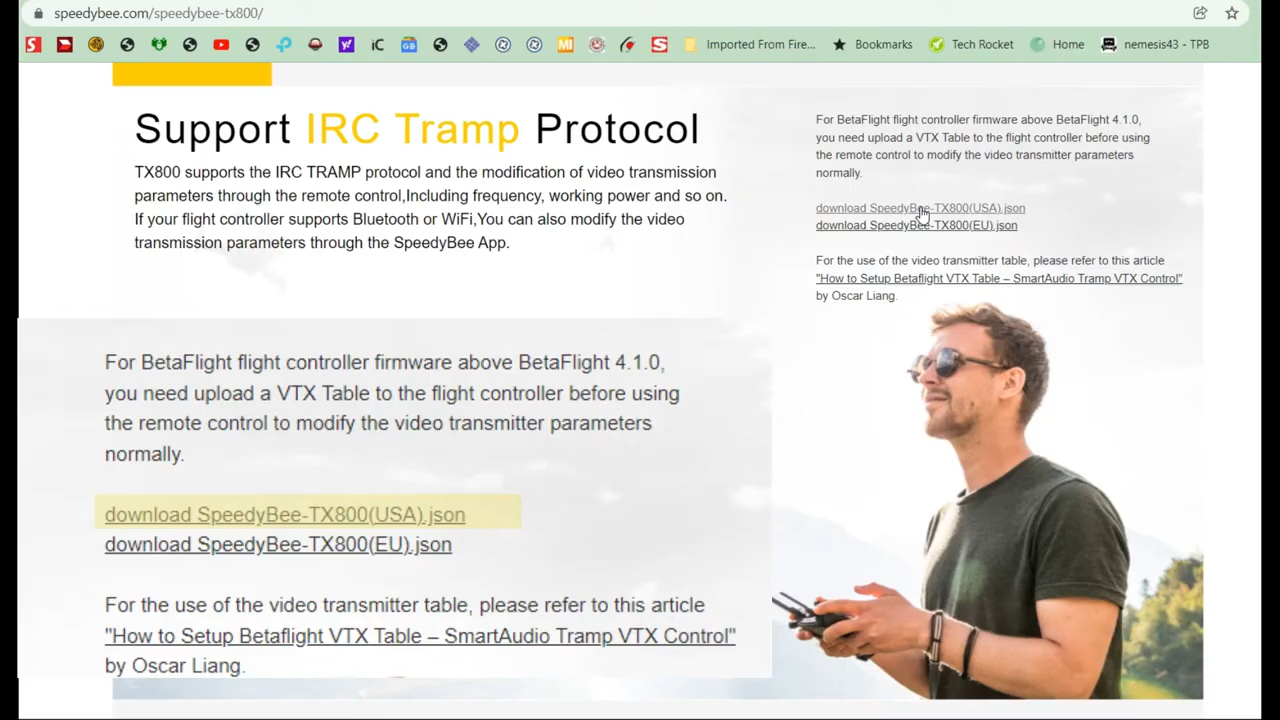 speedybee.com/speedybee-tx800/
Imported From Fire...
Bookmarks
Tech Rocket
Home
nemesis43 - TPB
Support IRC Tramp Protocol
TX800 supports the IRC TRAMP protocol and the modification of video transmission
parameters through the remote control,Including frequency, working power and so on.
If your flight controller supports Bluetooth or WiFi,You can also modify the video
transmission parameters through the SpeedyBee App.
For BetaFlight flight controller firmware above BetaFlight 4.1.0,
you need upload a VTX Table to the flight controller before using
the remote control to modify the video transmitter parameters
normally.
download SpeedyBee-TX800(USA).json
download SpeedyBee-TX800(EU).json
For the use of the video transmitter table, please refer to this article
"How to Setup Betaflight VTX Table – SmartAudio Tramp VTX Control"
by Oscar Liang.
For BetaFlight flight controller firmware above BetaFlight 4.1.0,
you need upload a VTX Table to the flight controller before using
the remote control to modify the video transmitter parameters
normally.
download SpeedyBee-TX800(USA).json
download SpeedyBee-TX800(EU).json
For the use of the video transmitter table, please refer to this article
"How to Setup Betaflight VTX Table – SmartAudio Tramp VTX Control"
by Oscar Liang.